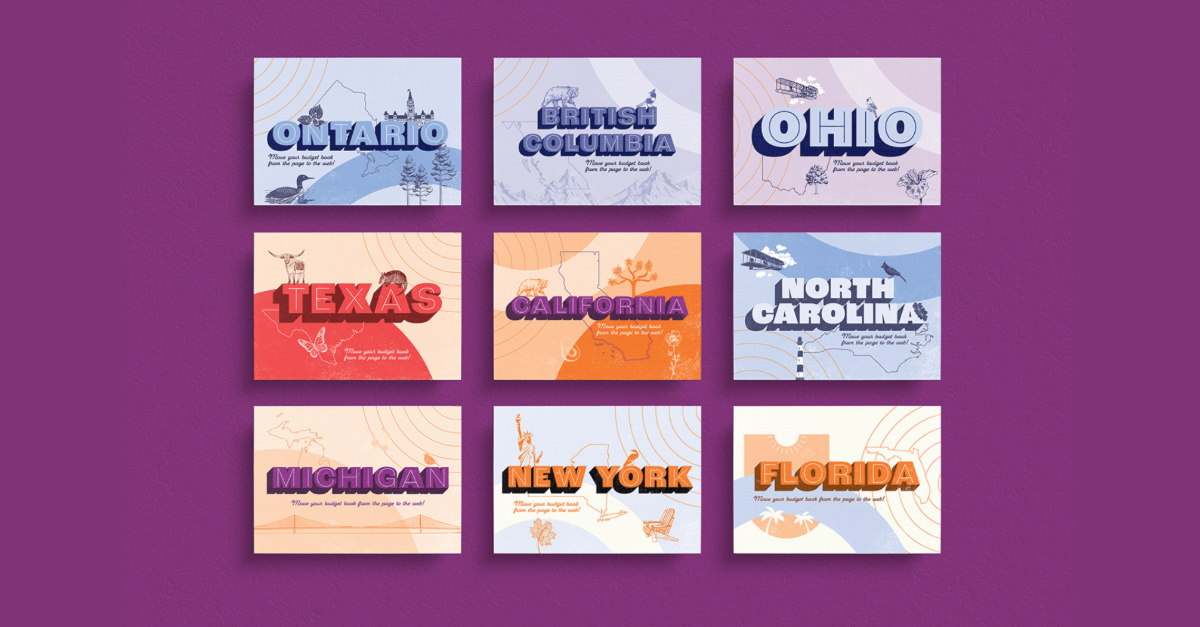 ONTARIO
Move your budget book
from the page to the web!
BRITISH
COLUMBIA
Move your budget book
from the page to the web!
OHIO
Move your budget book
from the page to the web!
TEXAS
Move your budget book
from the page to the web!
CALIFORNIA
Move your budget book
from the page to the web!
NORTH
CAROLINA
Move your budget book
from the page to the web!
MICHIGAN
Move your budget book from the page to the web!
NEW YORK
Move your budget book
from the page to the web!
FLORIDA
Move your budget book from the page to the web!